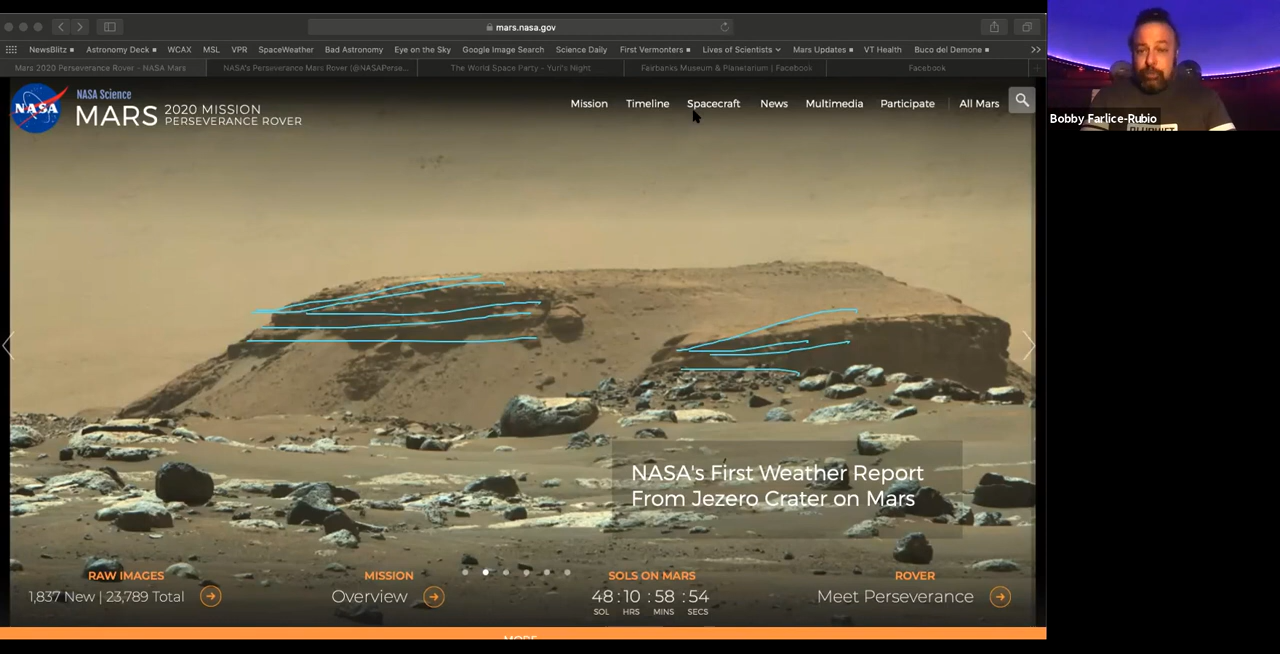 mars.nasa.gov
NewsBlitz Astronomy Deck WCAX MSL VPR SpaceWeather Bad Astronomy Eye on the Sky Google Image Search Science Daily First Vermonters Lives of Scientists Mars Updates VT Health Buco del Demone
Mars 2020 Perseverance Rover - NASA Mars NASA's Perseverance Mars Rover (@NASAPerse... The World Space Party - Yuri's Night Fairbanks Museum & Planetarium | Facebook Facebook
NASA
NASA Science
MARS
2020 MISSION
PERSEVERANCE ROVER
Mission Timeline Spacecraft News Multimedia Participate All Mars
Bobby Farlice-Rubio
NASA's First Weather Report
From Jezero Crater on Mars
RAW IMAGES
1,837 New | 23,789 Total
MISSION
Overview
SOLS ON MARS
48 : 10 : 58 : 54
SOL HRS MINS SECS
ROVER
Meet Perseverance
MORE